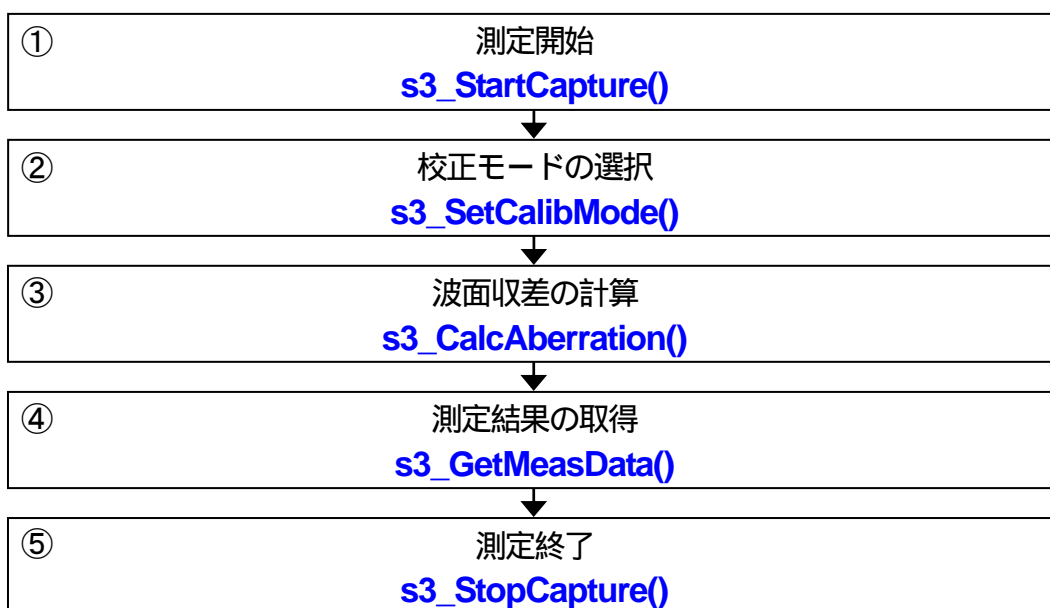 ① 測定開始
s3_StartCapture()
② 校正モードの選択
s3_SetCalibMode()
③ 波面収差の計算
s3_CalcAberration()
④ 測定結果の取得
s3_GetMeasData()
⑤ 測定終了
s3_StopCapture()